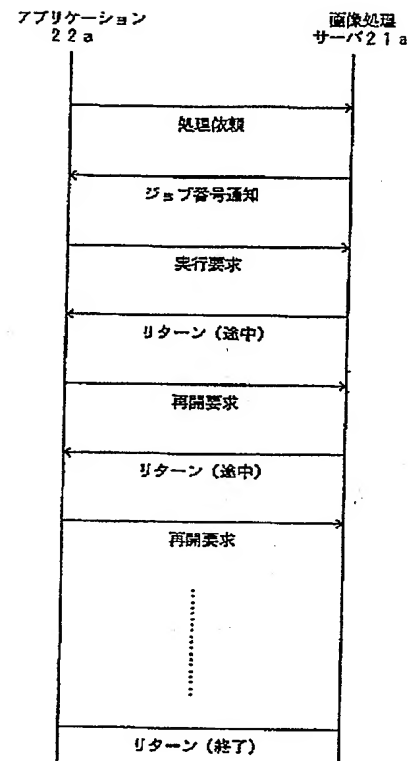 アプリケーション
22a
画像処理
サーバ21a
処理依頼
ジョブ番号通知
実行要求
リターン(途中)
再開要求
リターン(途中)
再開要求
リターン(終了)